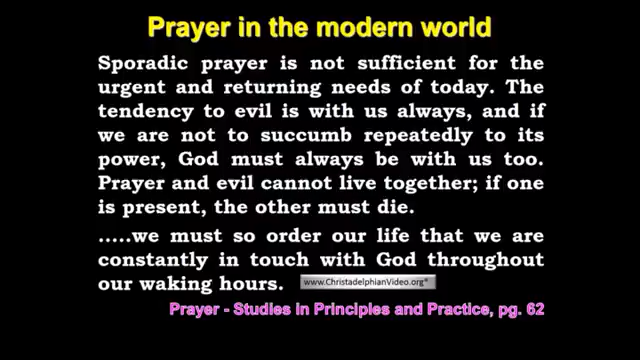 Prayer in the modern world
Sporadic prayer is not sufficient for the
urgent and returning needs of today. The
tendency to evil is with us always, and if
we are not to succumb repeatedly to its
power, God must always be with us too.
Prayer and evil cannot live together; if one
is present, the other must die.
.....we must so order our life that we are
constantly in touch with God throughout
our waking hours. www.ChristadelphianVideo.org*
Prayer - Studies in Principles and Practice, pg. 62